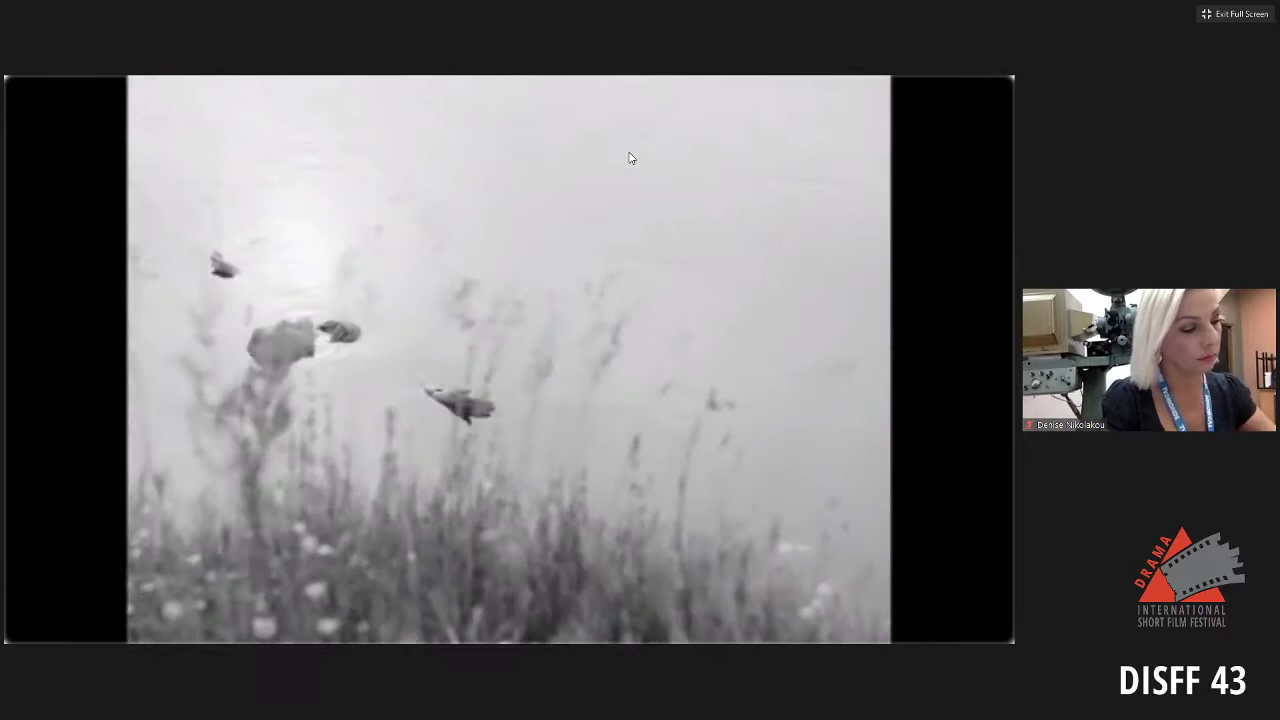 Exit Full Screen
Denise Nikolakou
DRAMA
INTERNATIONAL
SHORT FILM FESTIVAL
DISFF 43